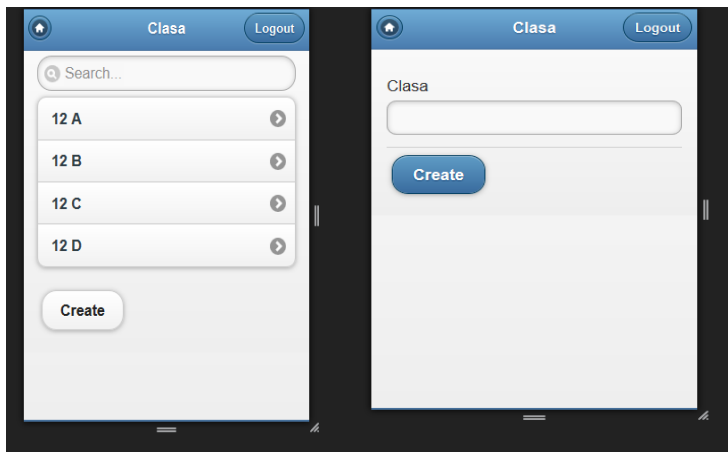 Clasa
Logout
Search...
12 A
12 B
12 C
12 D
Create
Clasa
Logout
Clasa
Create